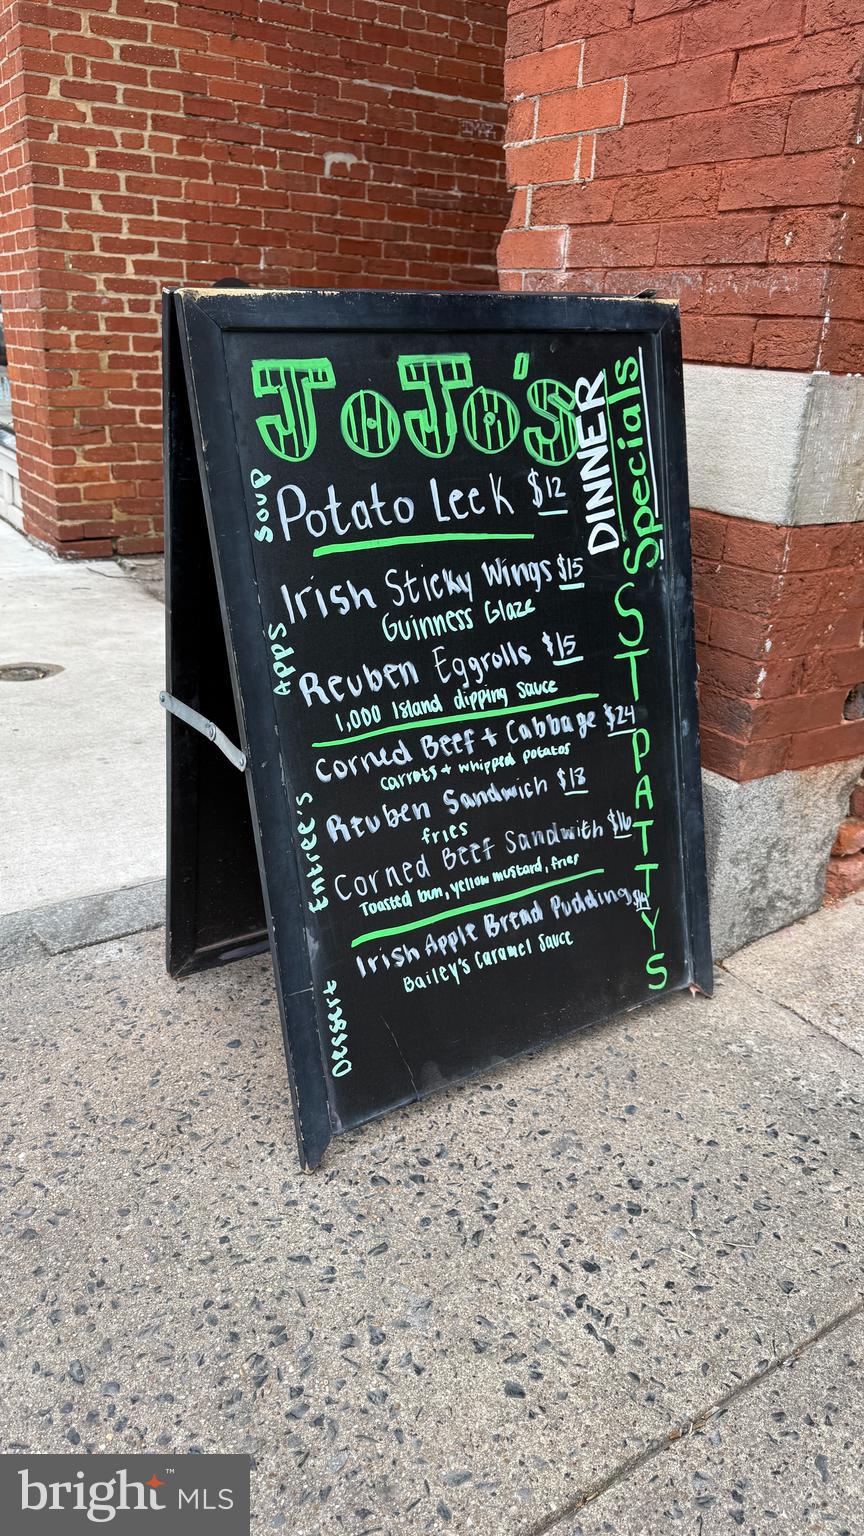 JoJo's
DINNER
Specials
ST PATTYS
Soup
Potato Leek $12
Apps
Irish Sticky Wings $15
Guinness Glaze
Reuben Eggrolls $15
1,000 Island dipping sauce
Entree's
Corned Beef + Cabbage $24
carrots + whipped potatos
Reuben Sandwich $18
fries
Corned Beef Sandwith $16
Toasted bun, yellow mustard, fries
Dessert
Irish Apple Bread Pudding
Bailey's Caramel Sauce
bright™ MLS